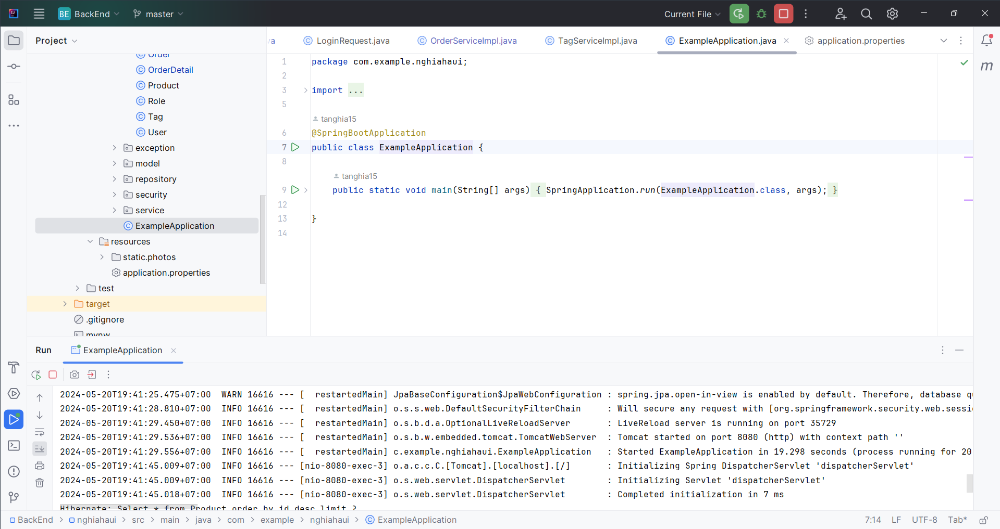 BE BackEnd master Current File
Project
/a LoginRequest.java OrderServiceImpl.java TagServiceImpl.java ExampleApplication.java application.properties
Order
OrderDetail
Product
Role
Tag
User
exception
model
repository
security
service
ExampleApplication
resources
static.photos
application.properties
test
target
.gitignore
mvnw
1 package com.example.nghiahaui;
2
3 import ...
5
tanghia15
6 @SpringBootApplication
7 public class ExampleApplication {
8
tanghia15
9 public static void main(String[] args) { SpringApplication.run(ExampleApplication.class, args); }
12
13 }
14
m
Run ExampleApplication
2024-05-20T19:41:25.475+07:00  WARN 16616 --- [  restartedMain] JpaBaseConfiguration$JpaWebConfiguration : spring.jpa.open-in-view is enabled by default. Therefore, database qu
2024-05-20T19:41:28.810+07:00  INFO 16616 --- [  restartedMain] o.s.s.web.DefaultSecurityFilterChain     : Will secure any request with [org.springframework.security.web.sessi
2024-05-20T19:41:29.450+07:00  INFO 16616 --- [  restartedMain] o.s.b.d.a.OptionalLiveReloadServer       : LiveReload server is running on port 35729
2024-05-20T19:41:29.536+07:00  INFO 16616 --- [  restartedMain] o.s.b.w.embedded.tomcat.TomcatWebServer  : Tomcat started on port 8080 (http) with context path ''
2024-05-20T19:41:29.556+07:00  INFO 16616 --- [  restartedMain] c.example.nghiahaui.ExampleApplication   : Started ExampleApplication in 19.298 seconds (process running for 20
2024-05-20T19:41:45.009+07:00  INFO 16616 --- [nio-8080-exec-3] o.a.c.c.C.[Tomcat].[localhost].[/]       : Initializing Spring DispatcherServlet 'dispatcherServlet'
2024-05-20T19:41:45.009+07:00  INFO 16616 --- [nio-8080-exec-3] o.s.web.servlet.DispatcherServlet        : Initializing Servlet 'dispatcherServlet'
2024-05-20T19:41:45.018+07:00  INFO 16616 --- [nio-8080-exec-3] o.s.web.servlet.DispatcherServlet        : Completed initialization in 7 ms
Hibernate: Select * from Product order by id desc limit ?
BackEnd > nghiahaui > src > main > java > com > example > nghiahaui > ExampleApplication 7:14 LF UTF-8 Tab*